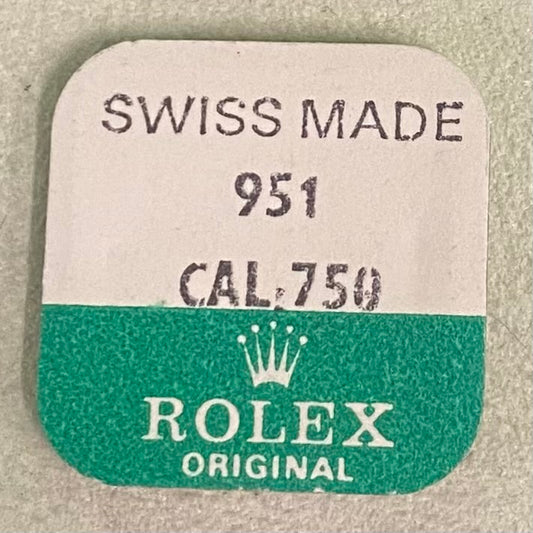 SWISS MADE
951
CAL.750
ROLEX
ORIGINAL